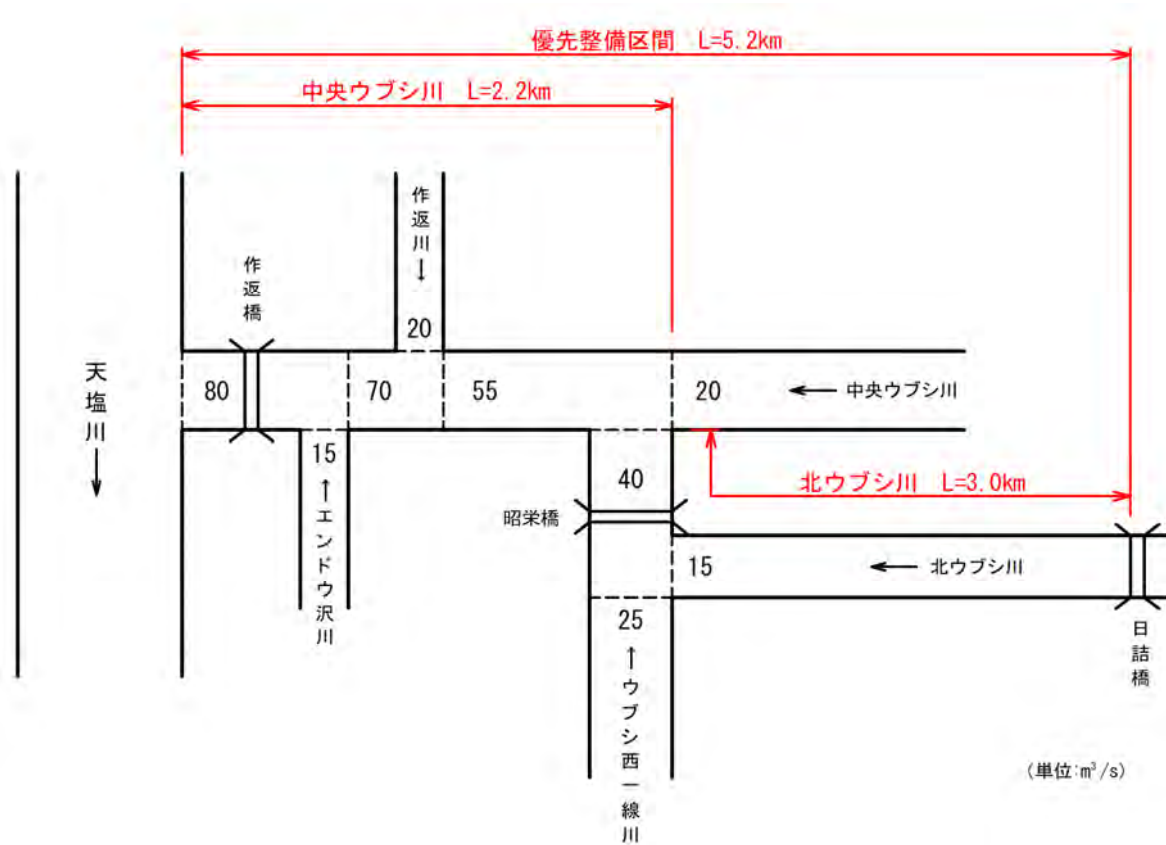 優先整備区間 L=5.2km
中央ウブシ川 L=2.2km
作返川↓
作返橋
20
天塩川↓
80
70
55
20
←中央ウブシ川
15
↑エンドウ沢川
40
北ウブシ川 L=3.0km
昭栄橋
15
←北ウブシ川
25
↑ウブシ西一線川
日詰橋
(単位:m³/s)